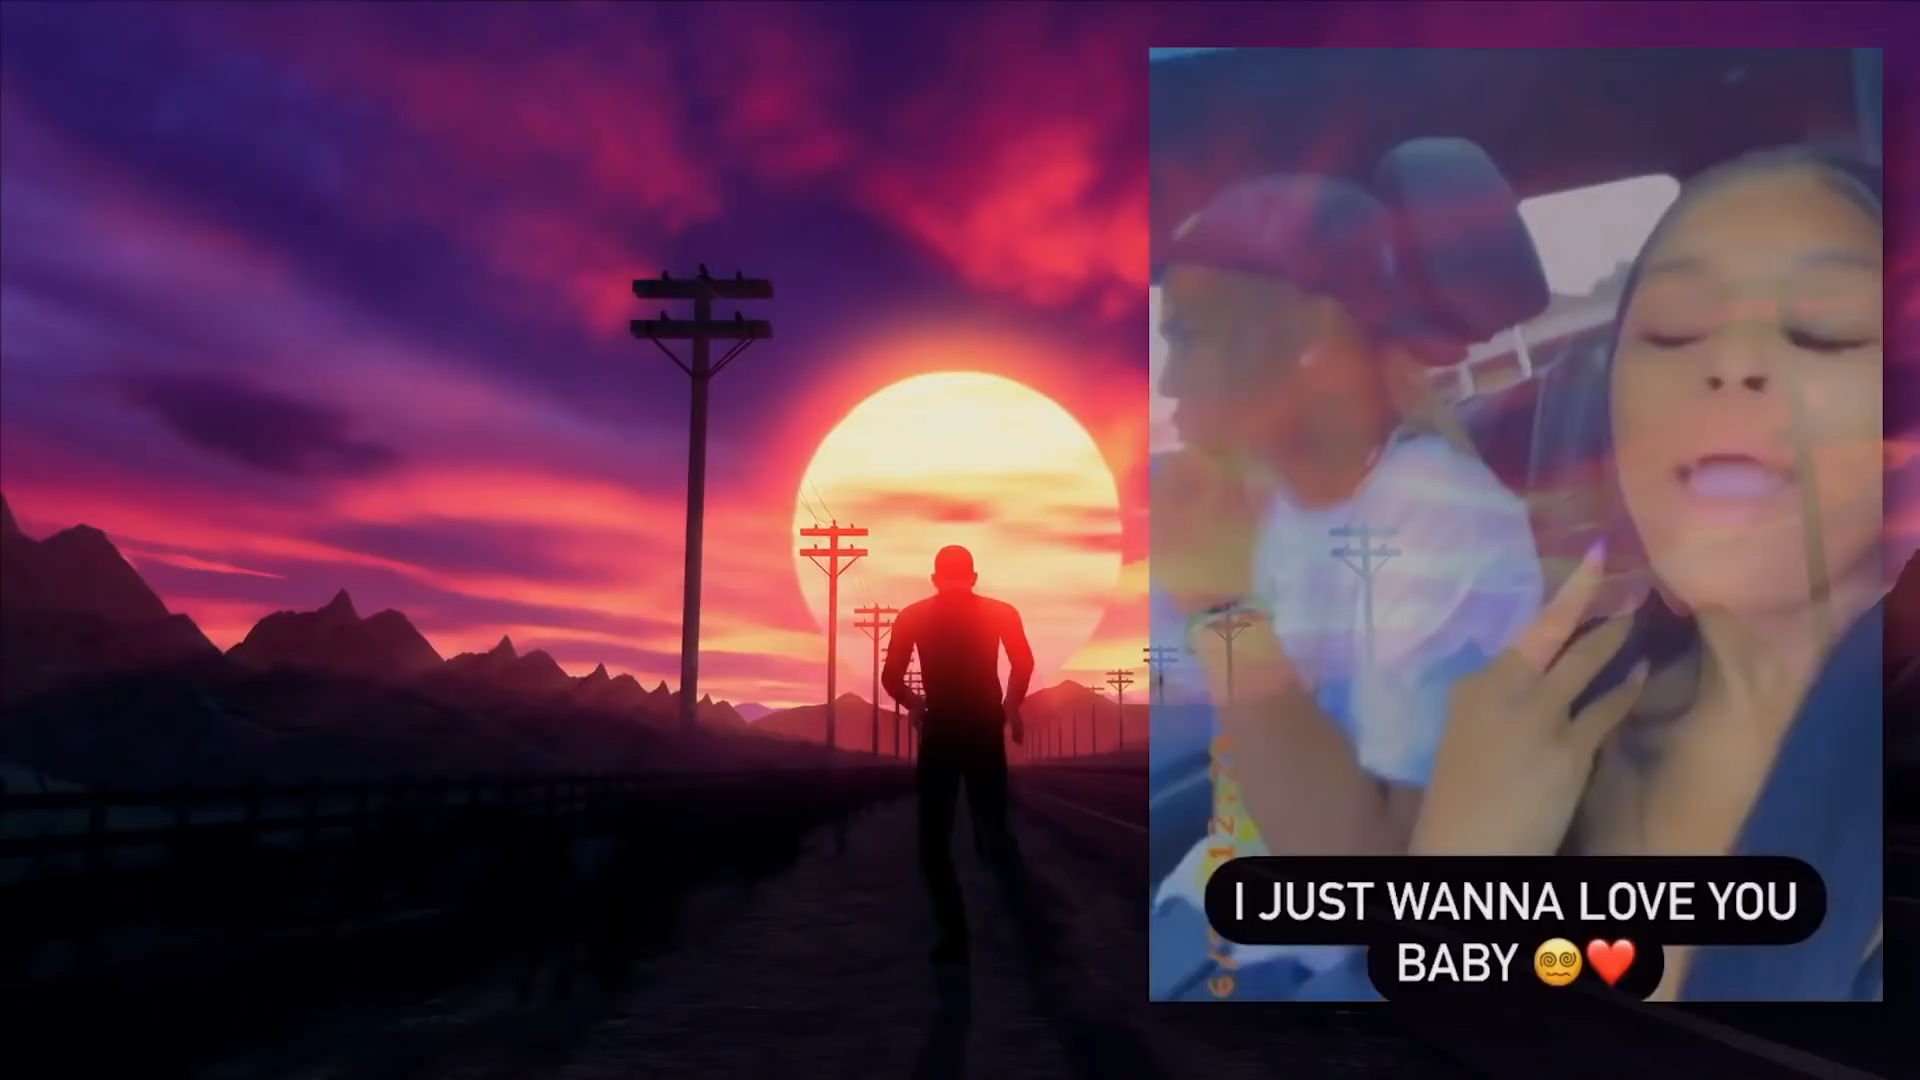 I JUST WANNA LOVE YOU
BABY 😵‍💫❤️